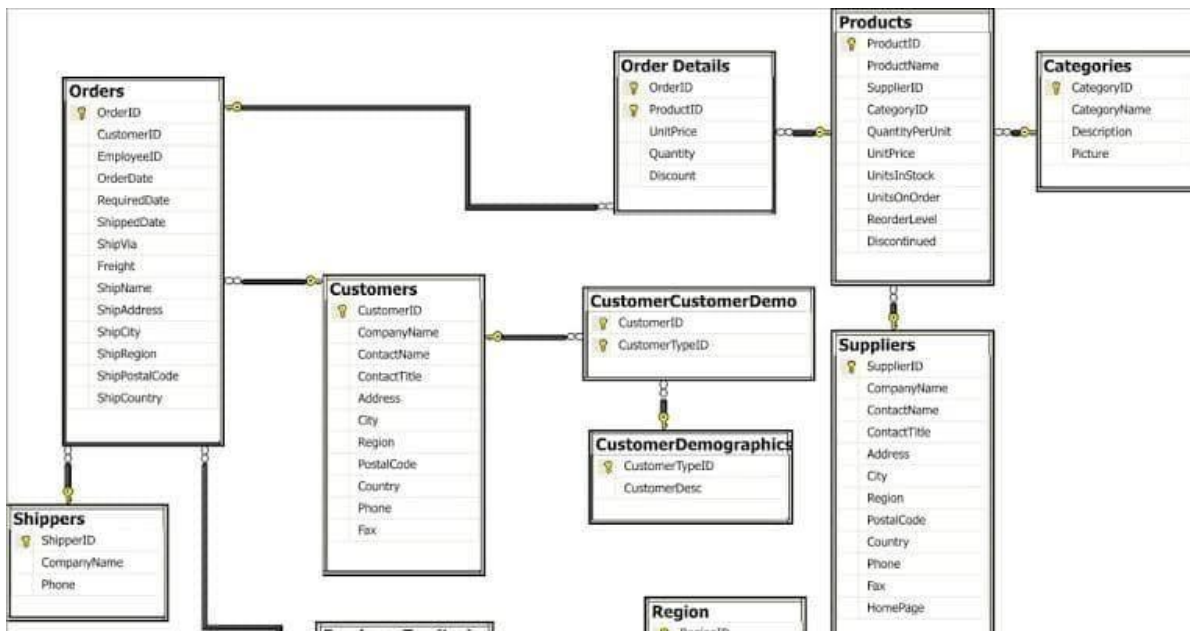 Orders
OrderID
CustomerID
EmployeeID
OrderDate
RequiredDate
ShippedDate
ShipVia
Freight
ShipName
ShipAddress
ShipCity
ShipRegion
ShipPostalCode
ShipCountry
Shippers
ShipperID
CompanyName
Phone
Customers
CustomerID
CompanyName
ContactName
ContactTitle
Address
City
Region
PostalCode
Country
Phone
Fax
Order Details
OrderID
ProductID
UnitPrice
Quantity
Discount
CustomerCustomerDemo
CustomerID
CustomerTypeID
CustomerDemographics
CustomerTypeID
CustomerDesc
Region
Products
ProductID
ProductName
SupplierID
CategoryID
QuantityPerUnit
UnitPrice
UnitsInStock
UnitsOnOrder
ReorderLevel
Discontinued
Suppliers
SupplierID
CompanyName
ContactName
ContactTitle
Address
City
Region
PostalCode
Country
Phone
Fax
HomePage
Categories
CategoryID
CategoryName
Description
Picture